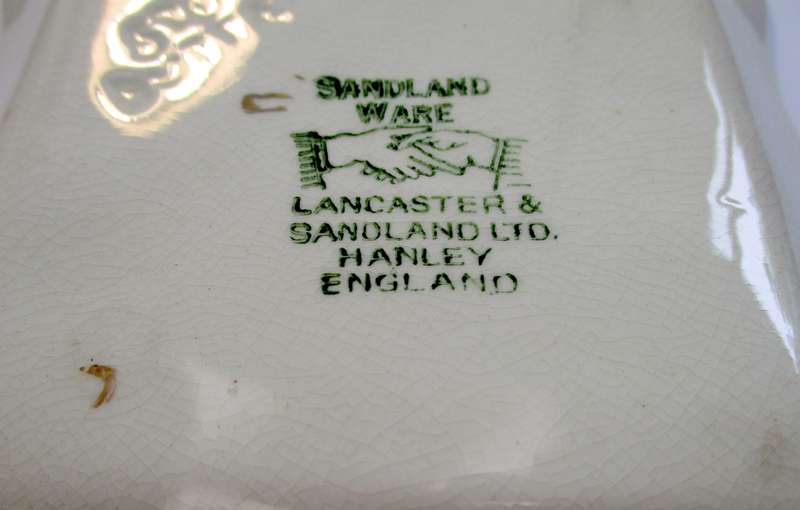 SANDLAND
WARE
LANCASTER &
SANDLAND LTD.
HANLEY
ENGLAND